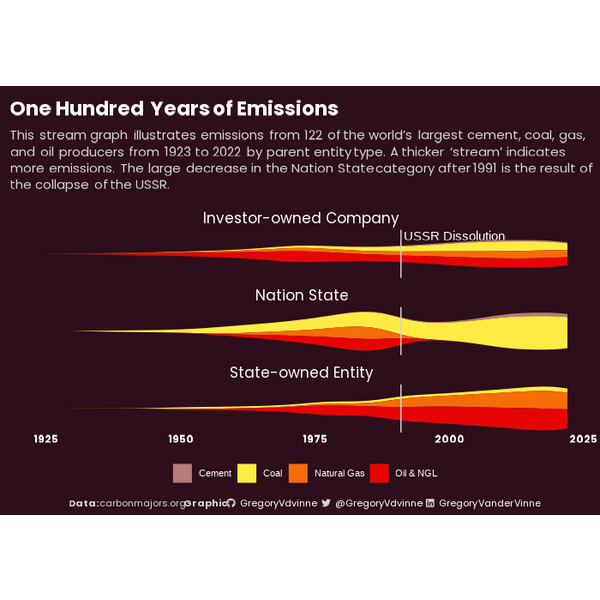 One Hundred Years of Emissions
This stream graph illustrates emissions from 122 of the world's largest cement, coal, gas,
and oil producers from 1923 to 2022 by parent entity type. A thicker 'stream' indicates
more emissions. The large decrease in the Nation State category after 1991 is the result of
the collapse of the USSR.
Investor-owned Company
USSR Dissolution
Nation State
State-owned Entity
1925 1950 1975 2000 2025
Cement Coal Natural Gas Oil & NGL
Data:carbonmajors.org Graphic: GregoryVdvinne @GregoryVdvinne GregoryVanderVinne